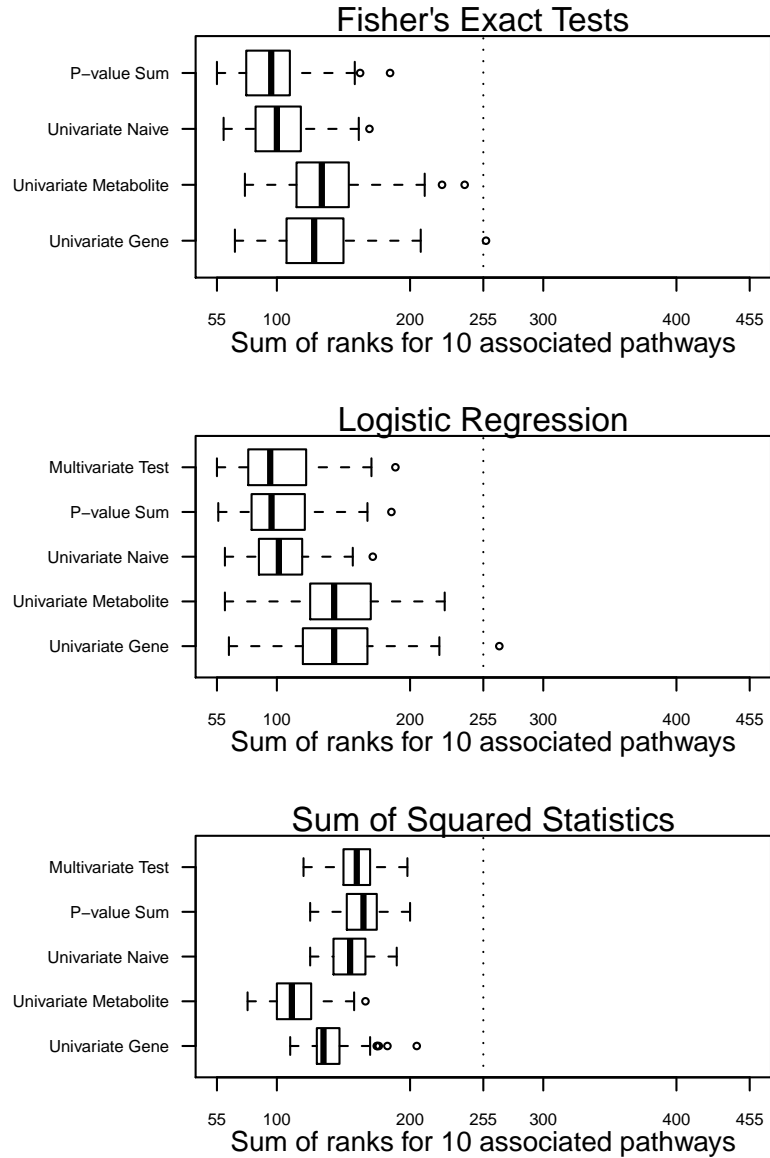 Fisher's Exact Tests
P−value Sum
Univariate Naive
Univariate Metabolite
Univariate Gene
55 100 200 255 300 400 455
Sum of ranks for 10 associated pathways
Logistic Regression
Multivariate Test
P−value Sum
Univariate Naive
Univariate Metabolite
Univariate Gene
55 100 200 255 300 400 455
Sum of ranks for 10 associated pathways
Sum of Squared Statistics
Multivariate Test
P−value Sum
Univariate Naive
Univariate Metabolite
Univariate Gene
55 100 200 255 300 400 455
Sum of ranks for 10 associated pathways